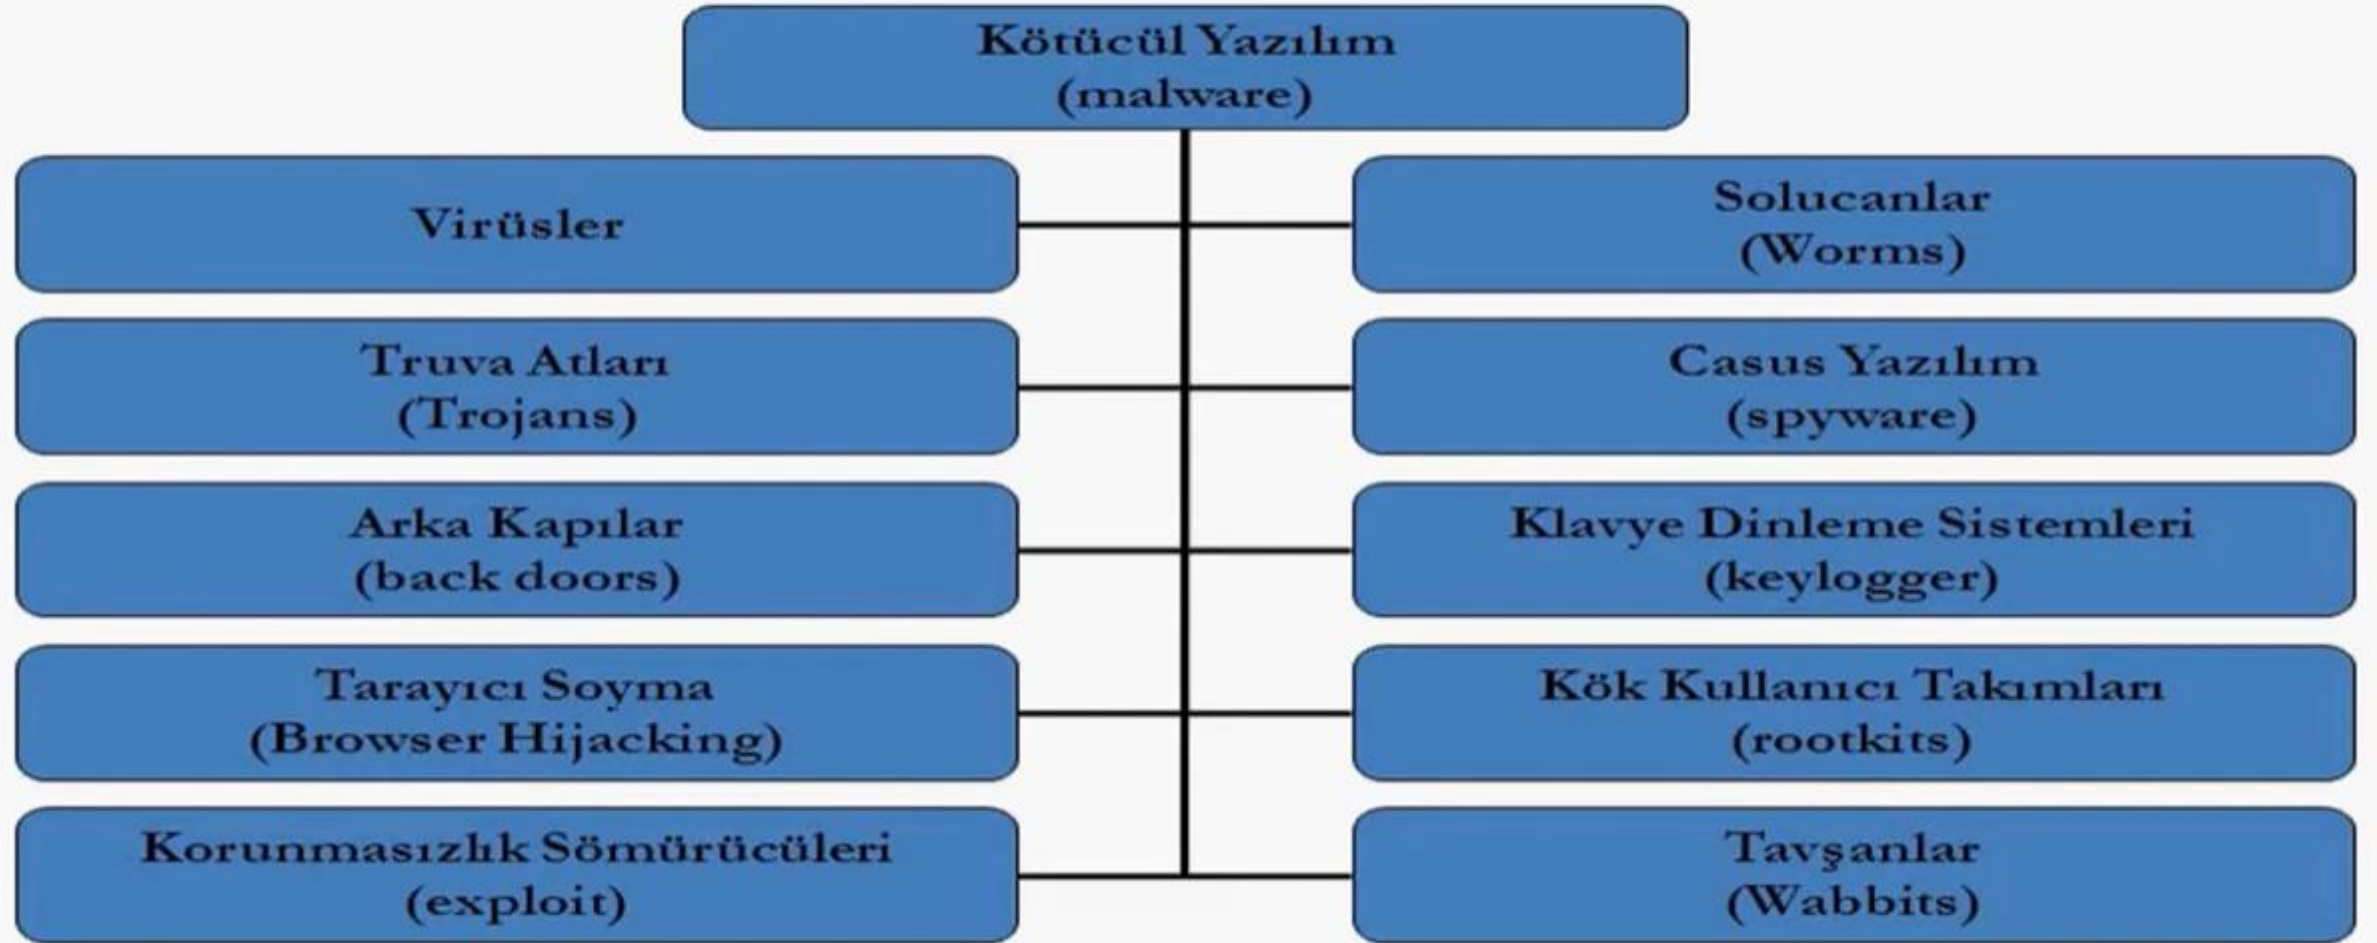 Kötücül Yazılım
(malware)
Virüsler
Solucanlar
(Worms)
Truva Atları
(Trojans)
Casus Yazılım
(spyware)
Arka Kapılar
(back doors)
Klavye Dinleme Sistemleri
(keylogger)
Tarayıcı Soyma
(Browser Hijacking)
Kök Kullanıcı Takımları
(rootkits)
Korunmasızlık Sömürücüleri
(exploit)
Tavşanlar
(Wabbits)